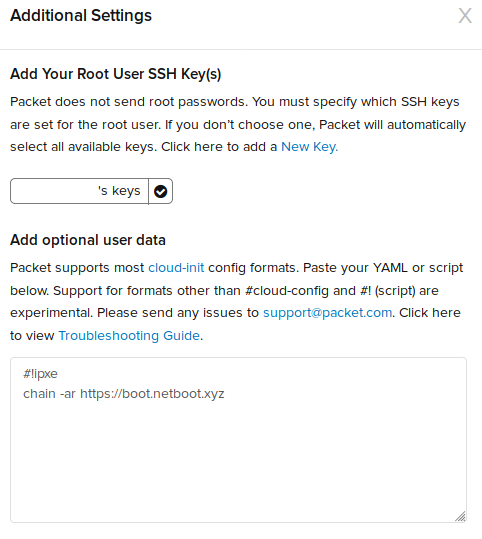 Additional Settings
X
Add Your Root User SSH Key(s)
Packet does not send root passwords. You must specify which SSH keys
are set for the root user. If you don’t choose one, Packet will automatically
select all available keys. Click here to add a New Key.
's keys
Add optional user data
Packet supports most cloud-init config formats. Paste your YAML or script
below. Support for formats other than #cloud-config and #! (script) are
experimental. Please send any issues to support@packet.com. Click here
to view Troubleshooting Guide.
#!ipxe
chain -ar https://boot.netboot.xyz